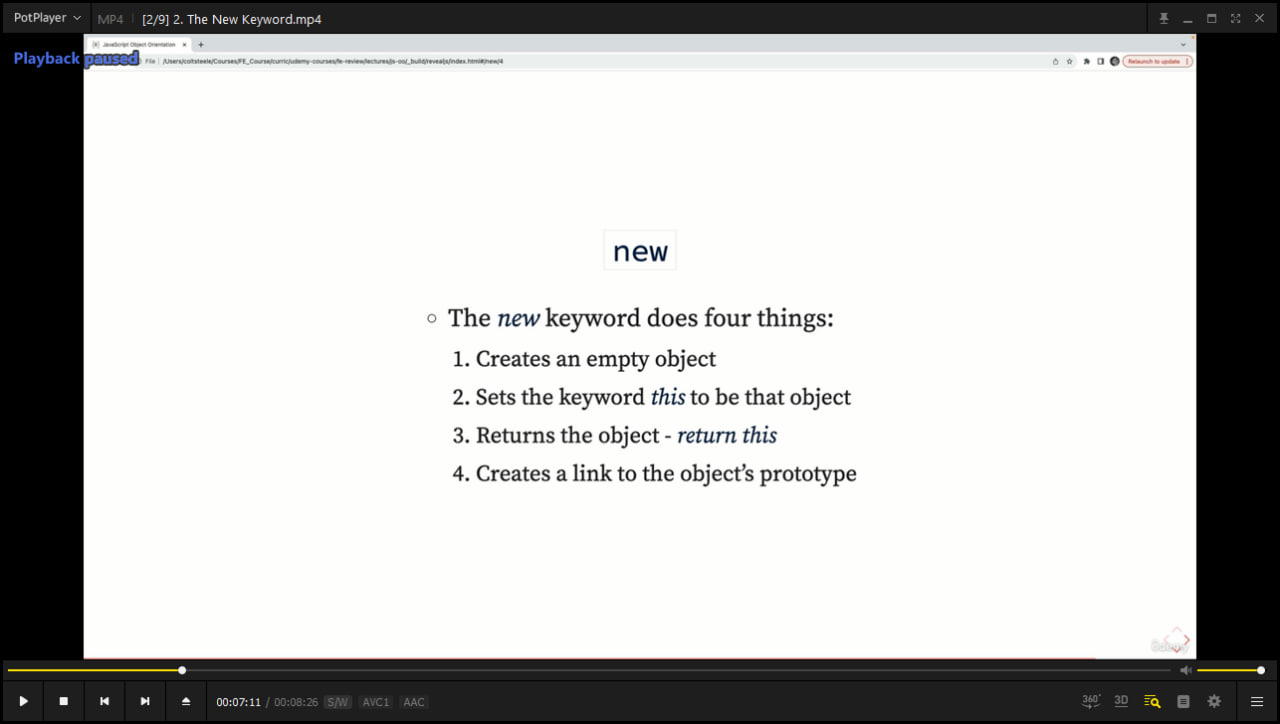 PotPlayer MP4 [2/9] 2. The New Keyword.mp4
JavaScript Object Orientation
Playback paused
File /Users/coltsteele/Courses/FE_Course/curric/udemy-courses/fe-review/lectures/js-oo/_build/revealjs/index.html#/new/4 Relaunch to update
new
The new keyword does four things:
1. Creates an empty object
2. Sets the keyword this to be that object
3. Returns the object - return this
4. Creates a link to the object’s prototype
Udemy
00:07:11 / 00:08:26 S/W AVC1 AAC 360° 3D